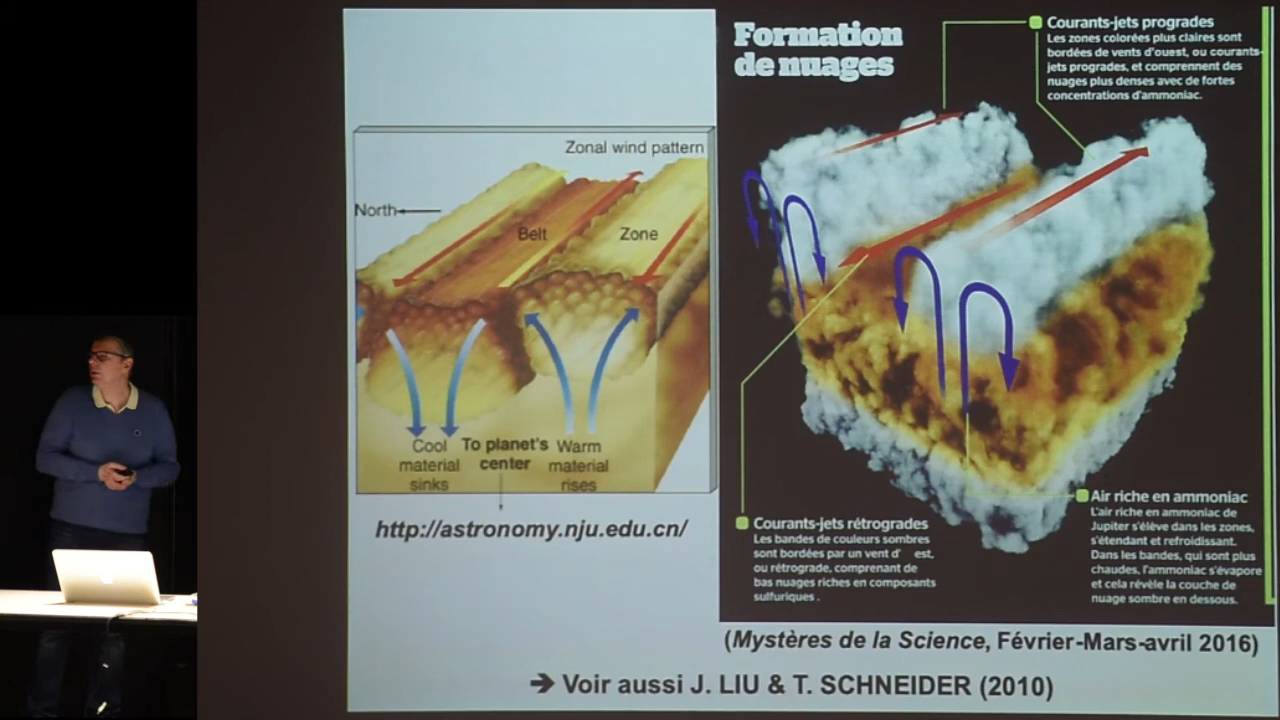 Zonal wind pattern
North
Belt
Zone
Cool
material
sinks
To planet's
center
Warm
material
rises
http://astronomy.nju.edu.cn/
Formation
de nuages
Courants-jets progrades
Les zones colorées plus claires sont
bordées de vents d'ouest, ou courants-
jets progrades, et comprennent des
nuages plus denses avec de fortes
concentrations d'ammoniac.
Courants-jets rétrogrades
Les bandes de couleurs sombres
sont bordées par un vent d' est,
ou rétrograde, comprenant de
bas nuages riches en composants
sulfuriques .
Air riche en ammoniac
L'air riche en ammoniac de
Jupiter s'élève dans les zones,
s'étendant et refroidissant.
Dans les bandes, qui sont plus
chaudes, l'ammoniac s'évapore
et cela révèle la couche de
nuage sombre en dessous.
(Mystères de la Science, Février-Mars-avril 2016)
➔ Voir aussi J. LIU & T. SCHNEIDER (2010)